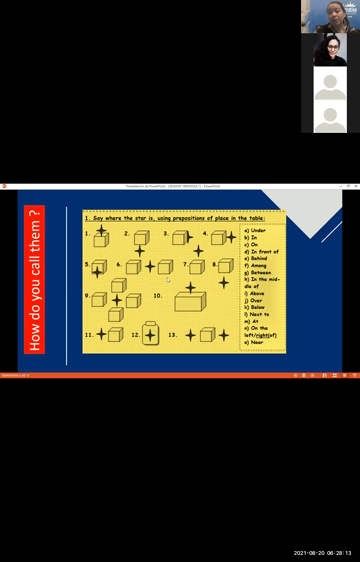 How do you call them ?
1. Say where the star is, using prepositions of place in the table:
1.
2.
3.
4.
5.
6.
7.
8.
9.
10.
11.
12.
13.
a) Under
b) In
c) On
d) In front of
e) Behind
f) Among
g) Between
h) In the mid-
dle of
i) Above
j) Over
k) Below
l) Next to
m) At
n) On the
left/right(of)
o) Near
2021-08-20 06:28:13